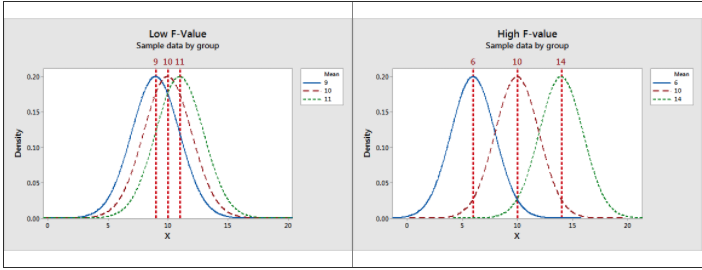 Low F-Value
Sample data by group
9 10 11
Mean
9
10
11
0.20
0.15
0.10
0.05
0.00
Density
0 5 10 15 20
X
High F-value
Sample data by group
6 10 14
Mean
6
10
14
0.20
0.15
0.10
0.05
0.00
Density
0 5 10 15 20
X